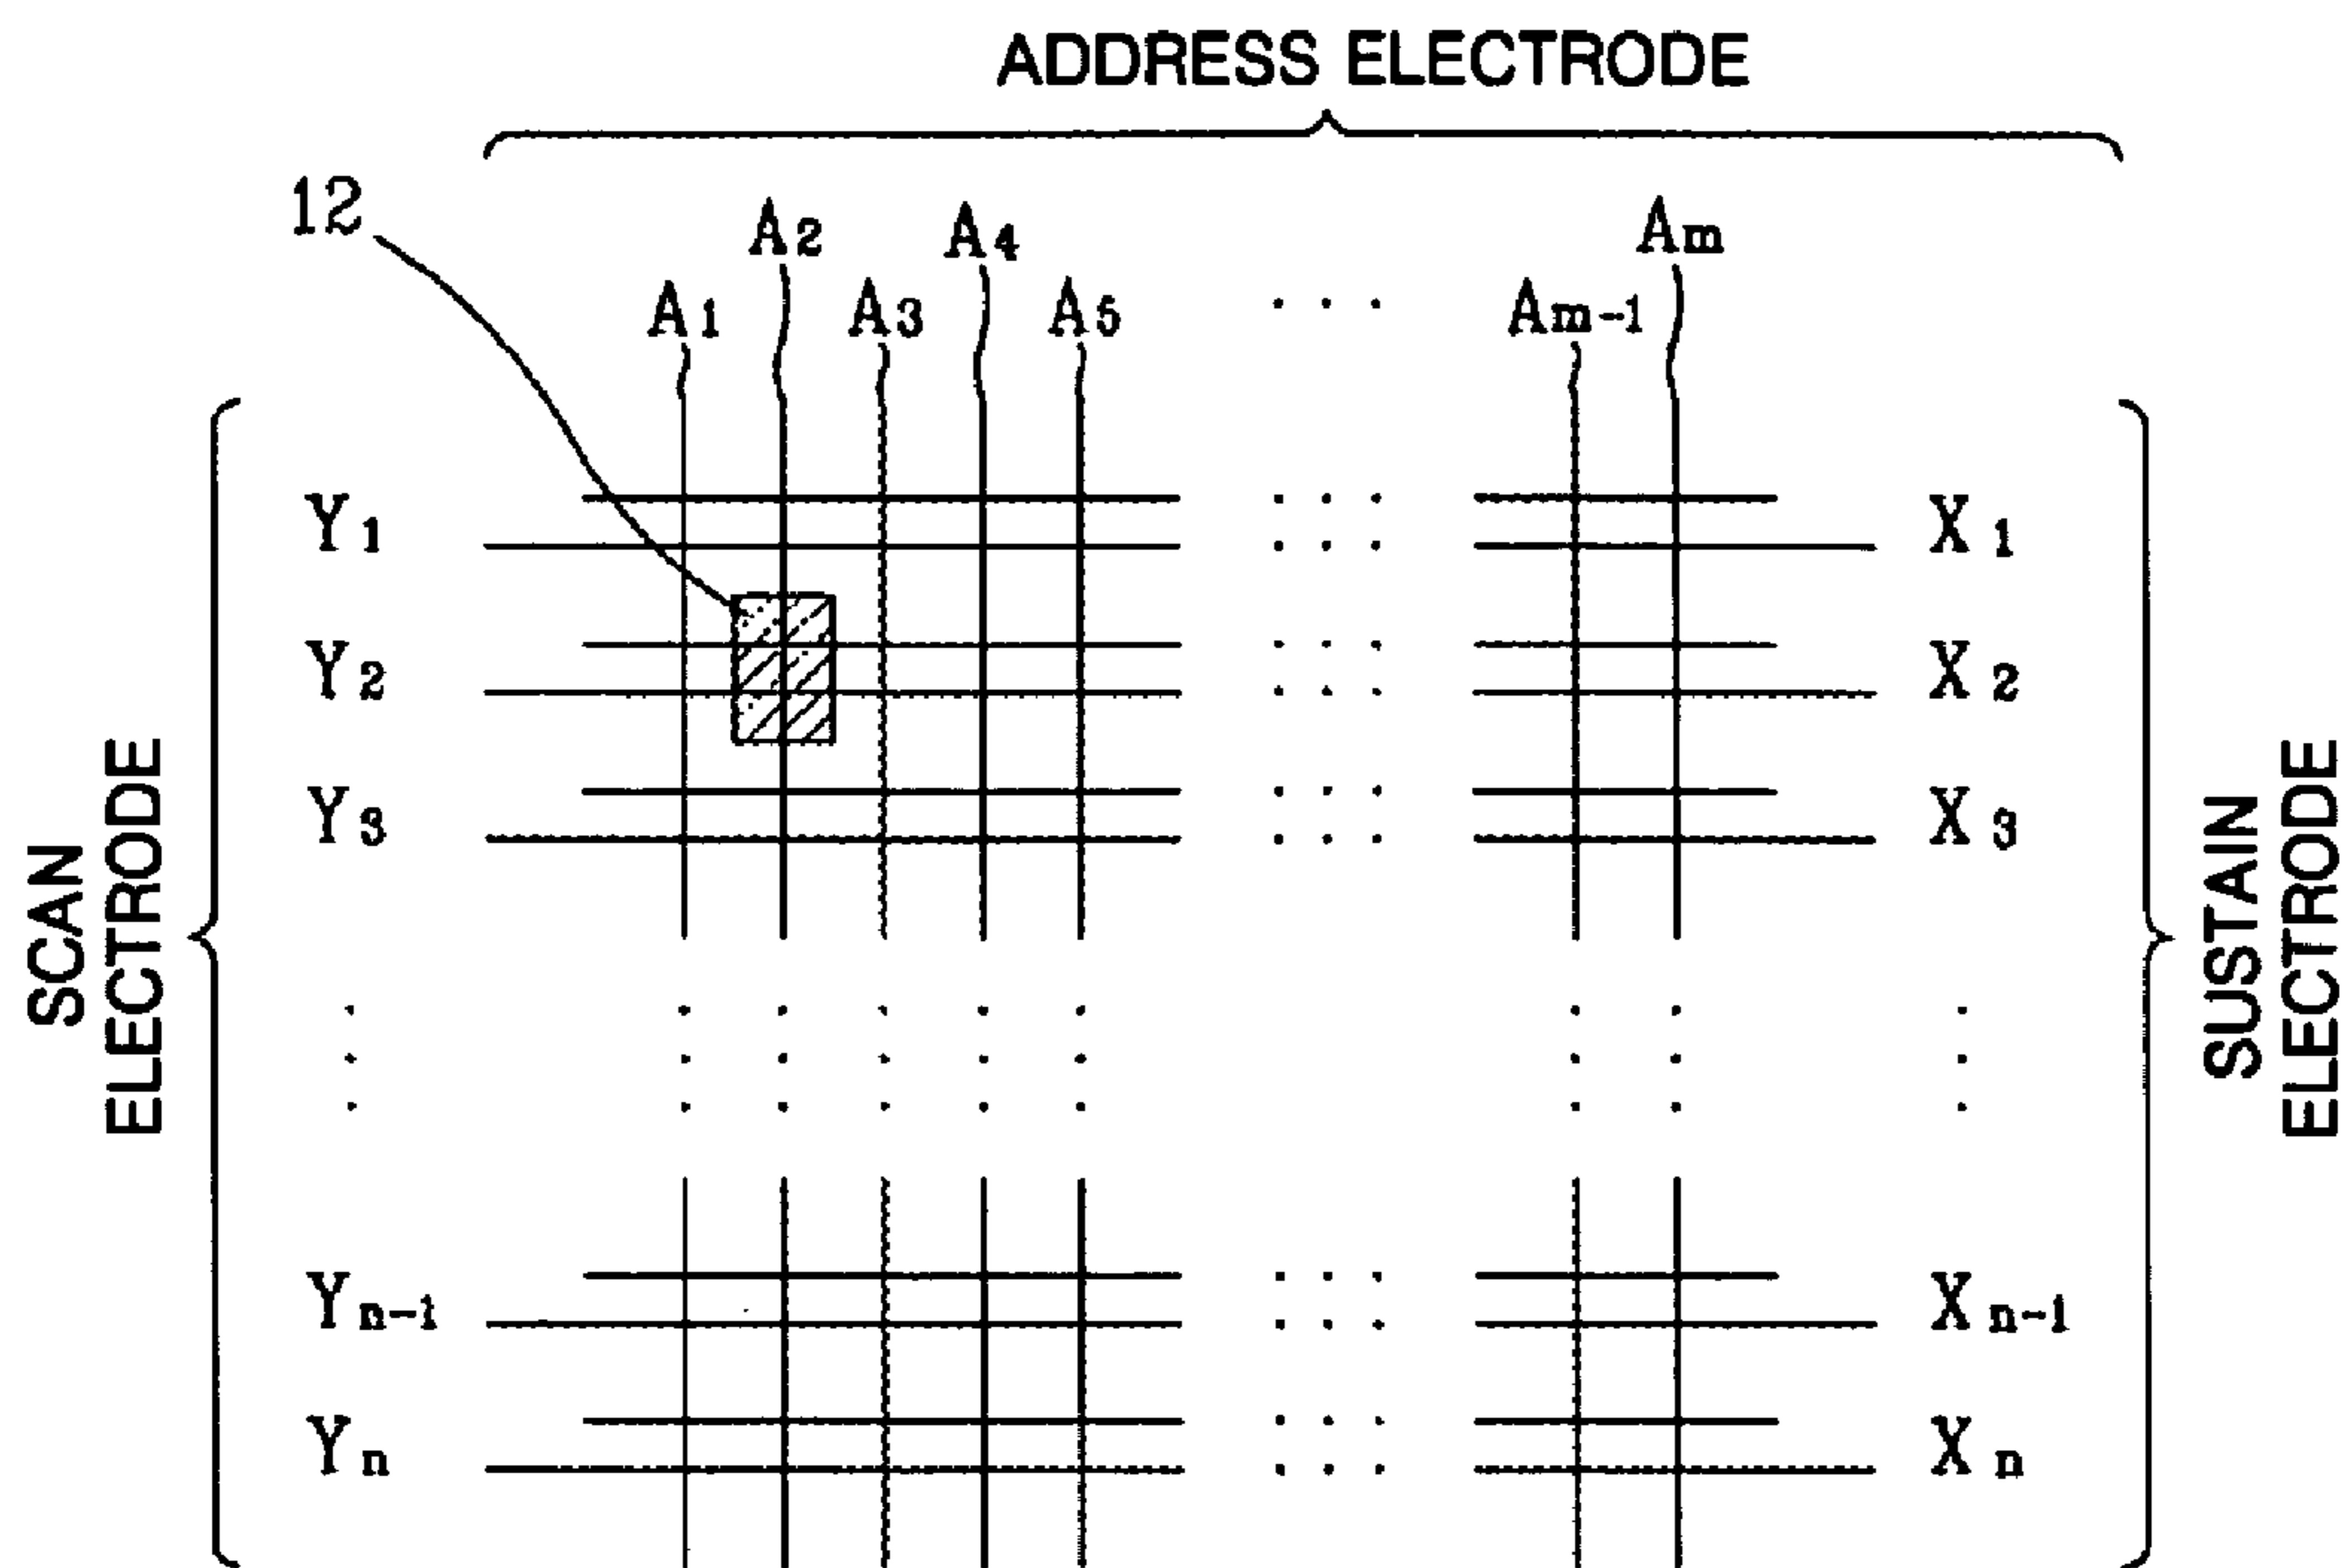 ADDRESS ELECTRODE
12
A2 A4 Am
A1 A3 A5 ... Am-1
Y1 ... X1
Y2 ... X2
Y3 ... X3
SCAN
ELECTRODE
SUSTAIN
ELECTRODE
Yn-1 ... Xn-1
Yn ... Xn